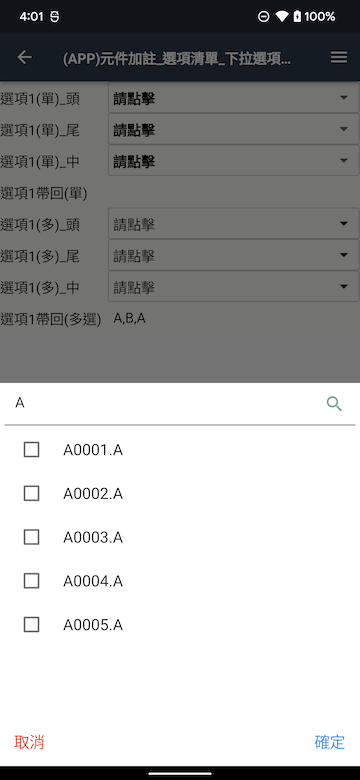 4:01 100%
(APP)元件加註_選項清單_下拉選項...
選項1(單)_頭 請點擊
選項1(單)_尾 請點擊
選項1(單)_中 請點擊
選項1帶回(單)
選項1(多)_頭 請點擊
選項1(多)_尾 請點擊
選項1(多)_中 請點擊
選項1帶回(多選) A,B,A
A
A0001.A
A0002.A
A0003.A
A0004.A
A0005.A
取消 確定